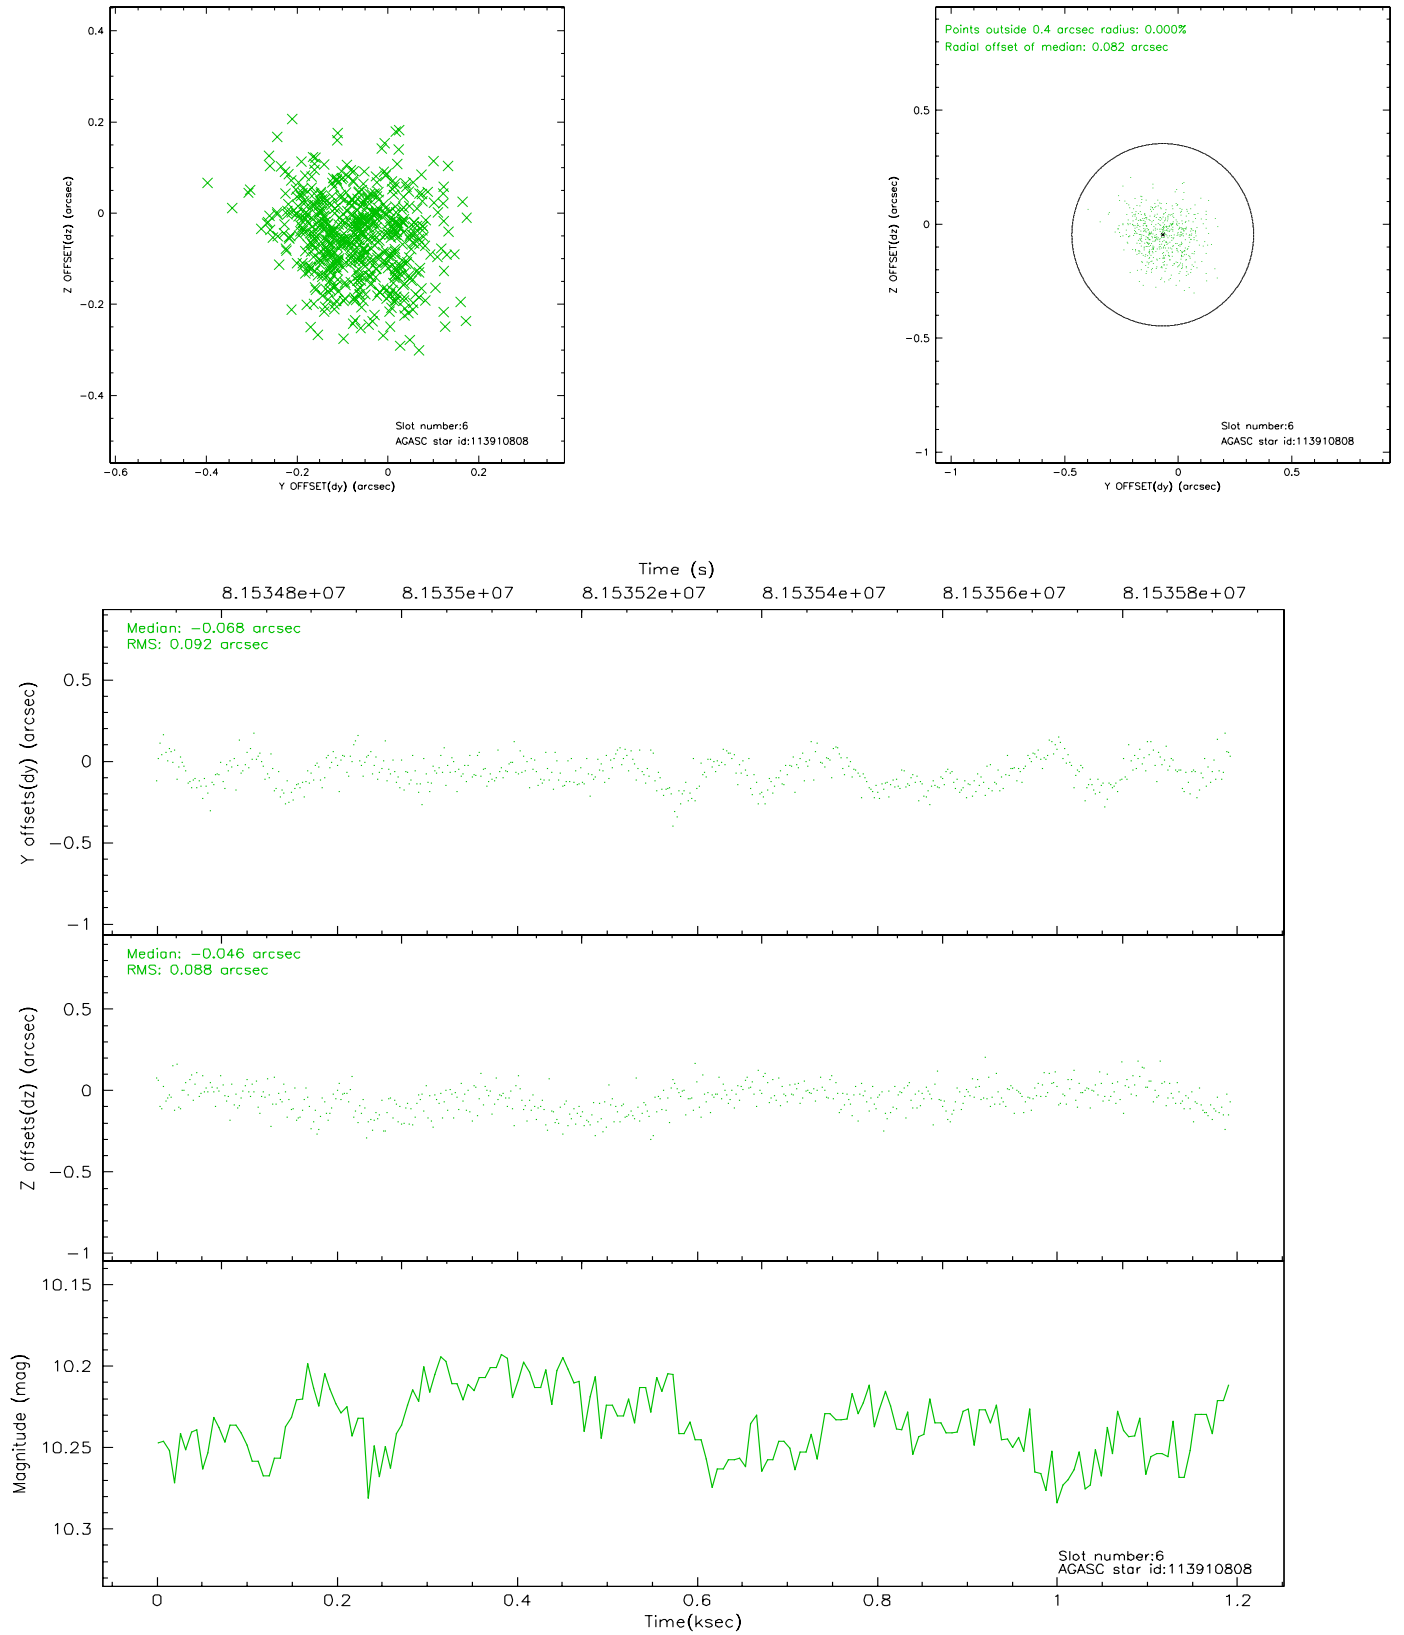 0.4
0.2
0
−0.2
−0.4
Z OFFSET(dz) (arcsec)
Slot number:6
AGASC star id:113910808
−0.6 −0.4 −0.2 0 0.2
Y OFFSET(dy) (arcsec)
Points outside 0.4 arcsec radius: 0.000%
Radial offset of median: 0.082 arcsec
0.5
0
−0.5
−1
Z OFFSET(dz) (arcsec)
Slot number:6
AGASC star id:113910808
−1 −0.5 0 0.5
Y OFFSET(dy) (arcsec)
Time (s)
8.15348e+07 8.1535e+07 8.15352e+07 8.15354e+07 8.15356e+07 8.15358e+07
Median: −0.068 arcsec
RMS: 0.092 arcsec
0.5
0
−0.5
−1
Y offsets(dy) (arcsec)
Median: −0.046 arcsec
RMS: 0.088 arcsec
0.5
0
−0.5
−1
Z offsets(dz) (arcsec)
10.15
10.2
10.25
10.3
Magnitude (mag)
Slot number:6
AGASC star id:113910808
0 0.2 0.4 0.6 0.8 1 1.2
Time(ksec)